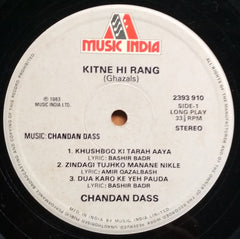 MUSIC INDIA
KITNE HI RANG
(Ghazals)
℗ 1983
MUSIC INDIA LTD.
2393 910
SIDE-1
LONG PLAY
33⅓ RPM
STEREO
MUSIC: CHANDAN DASS
1. KHUSHBOO KI TARAH AAYA
LYRIC: BASHIR BADR
2. ZINDAGI TUJHKO MANANE NIKLE
LYRIC: AMIR QAZALBASH
3. DUA KARO KE YEH PAUDA
LYRIC: BASHIR BADR
CHANDAN DASS